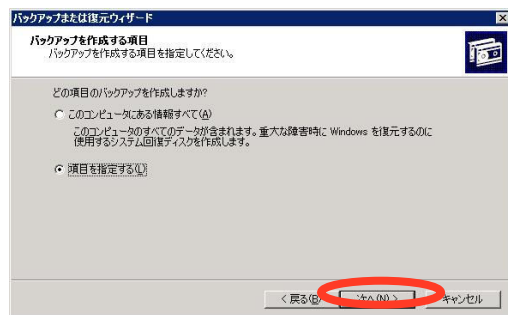 バックアップまたは復元ウィザード
バックアップを作成する項目
バックアップを作成する項目を指定してください。
どの項目のバックアップを作成しますか?
このコンピュータにある情報すべて(A)
このコンピュータのすべてのデータが含まれます。重大な障害時に Windows を復元するのに
使用するシステム回復ディスクを作成します。
項目を指定する(L)
< 戻る(B) 次へ(N) > キャンセル